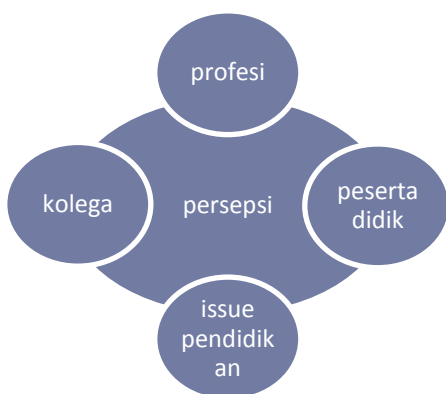 profesi
kolega
persepsi
peserta
didik
issue
pendidik
an